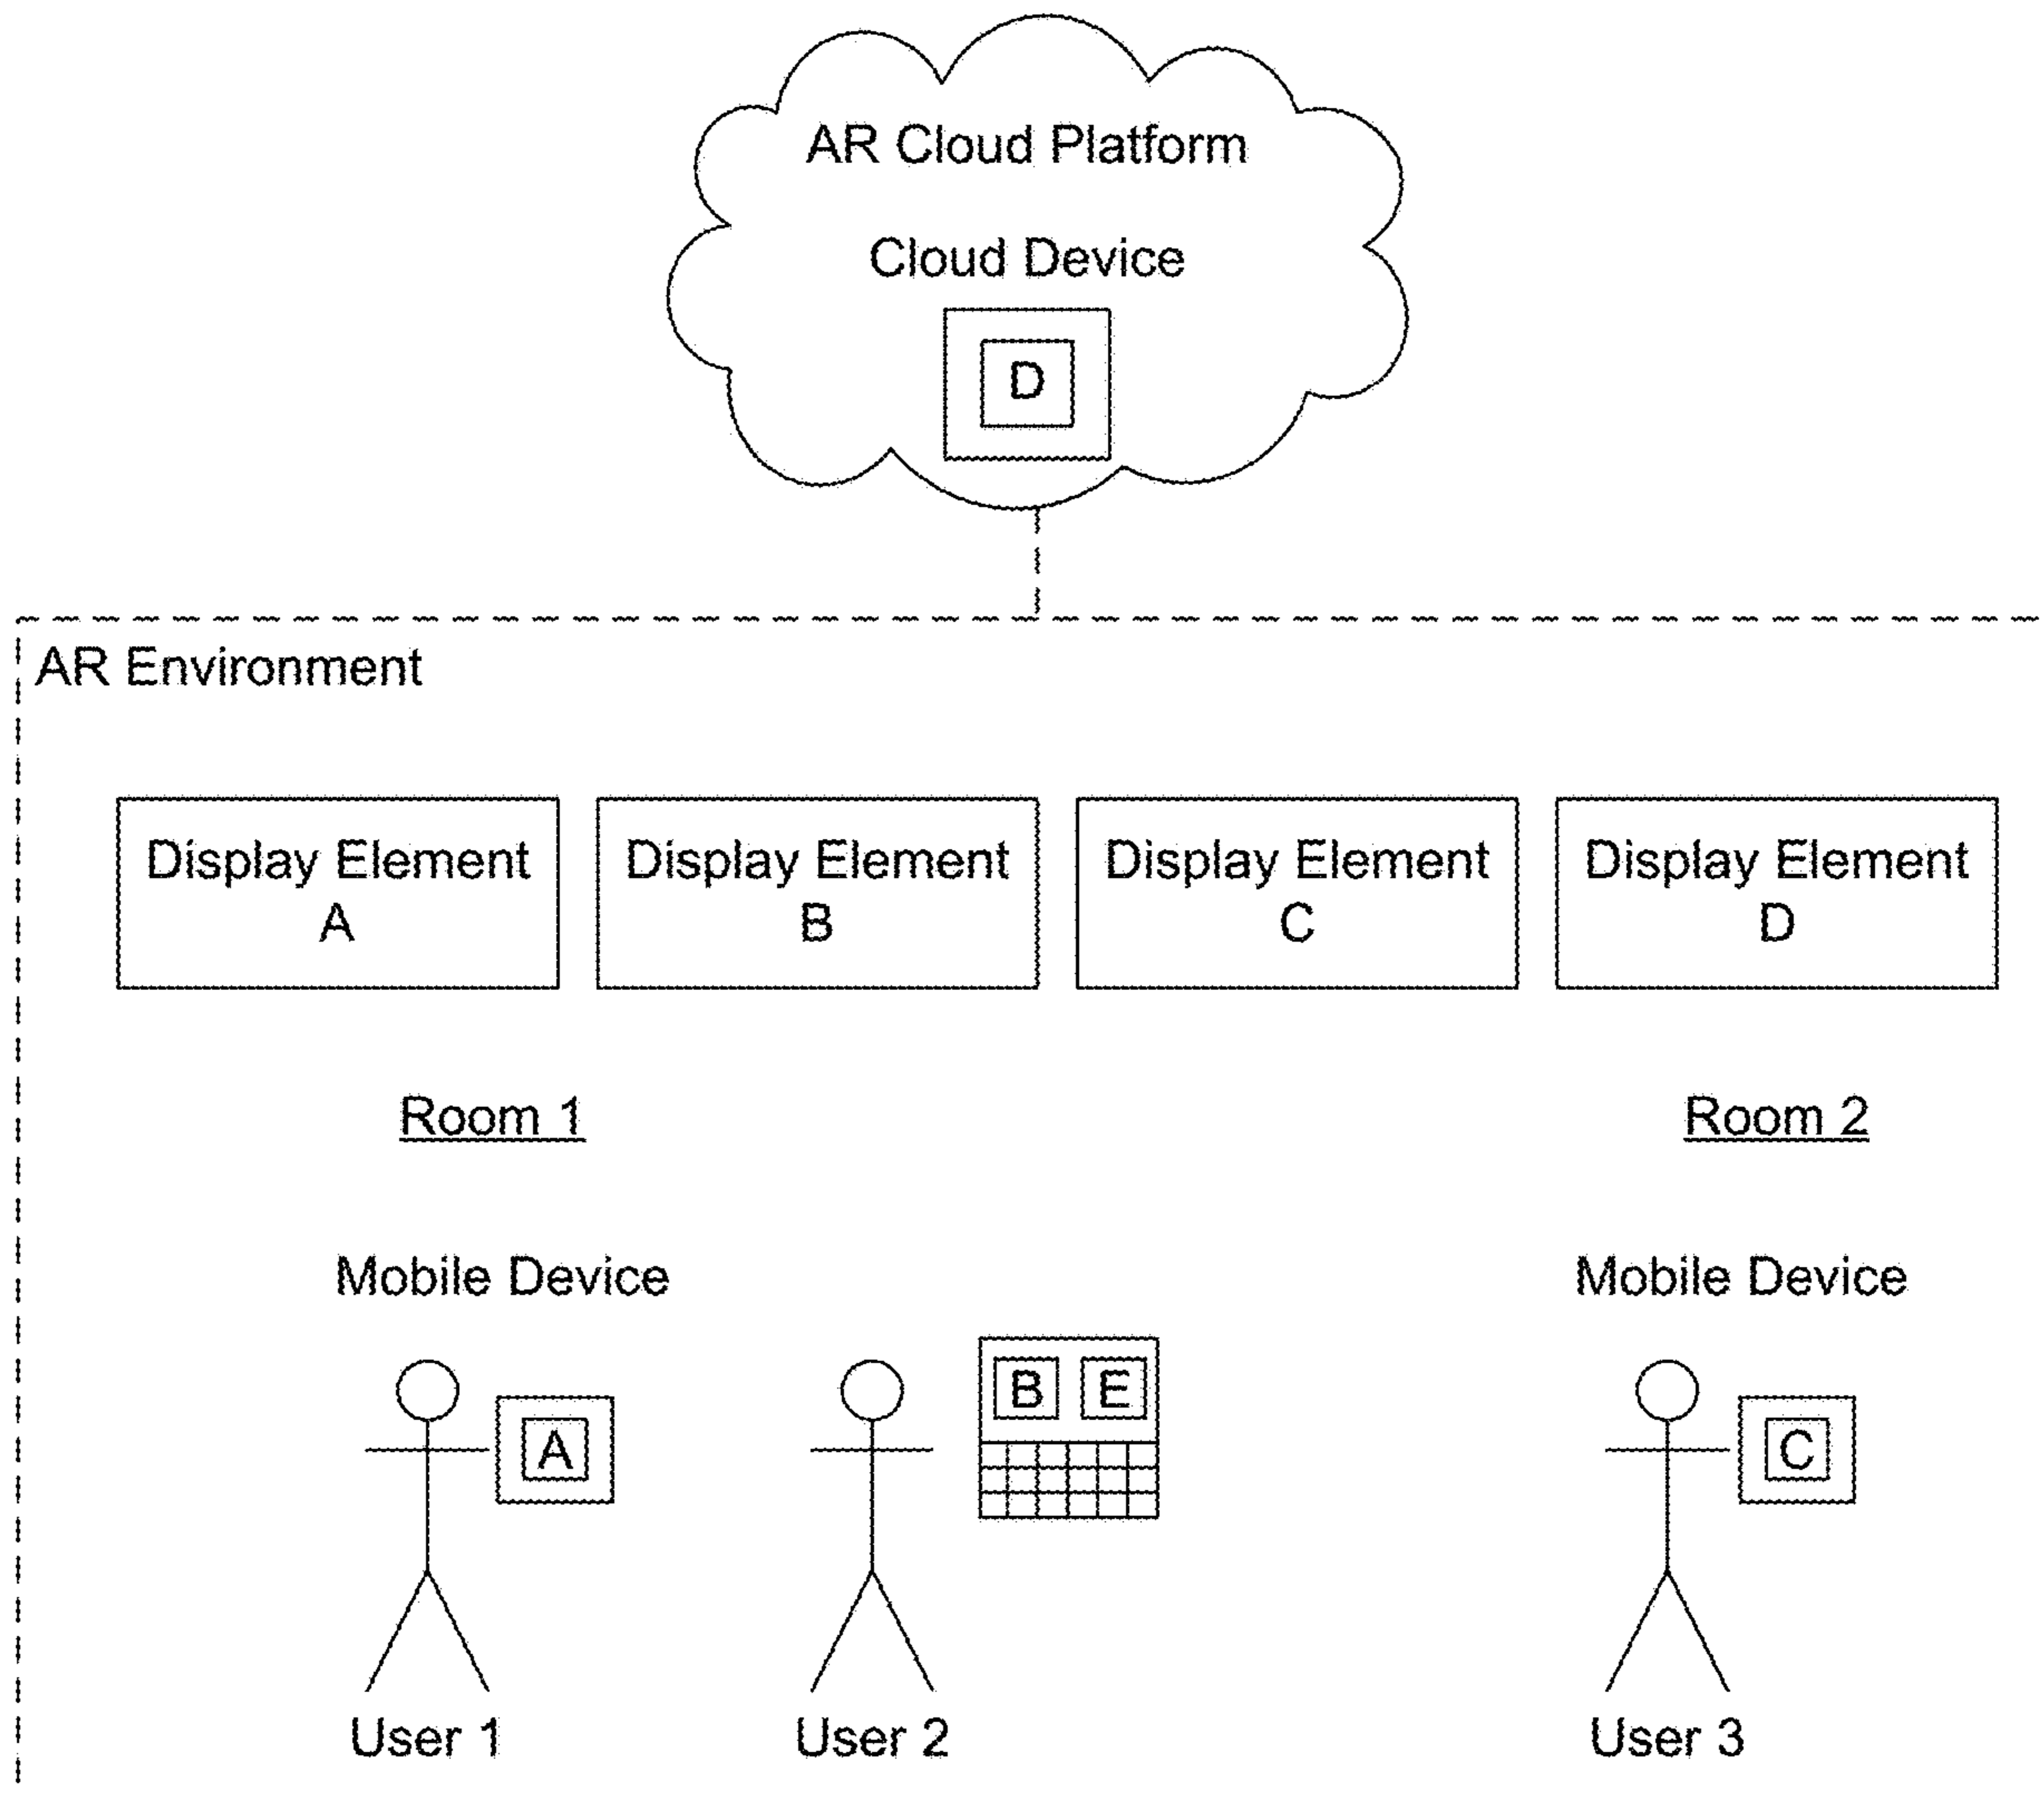 AR Cloud Platform
Cloud Device
D
AR Environment
Display Element
A
Display Element
B
Display Element
C
Display Element
D
Room 1
Room 2
Mobile Device
Mobile Device
A
B E
C
User 1
User 2
User 3